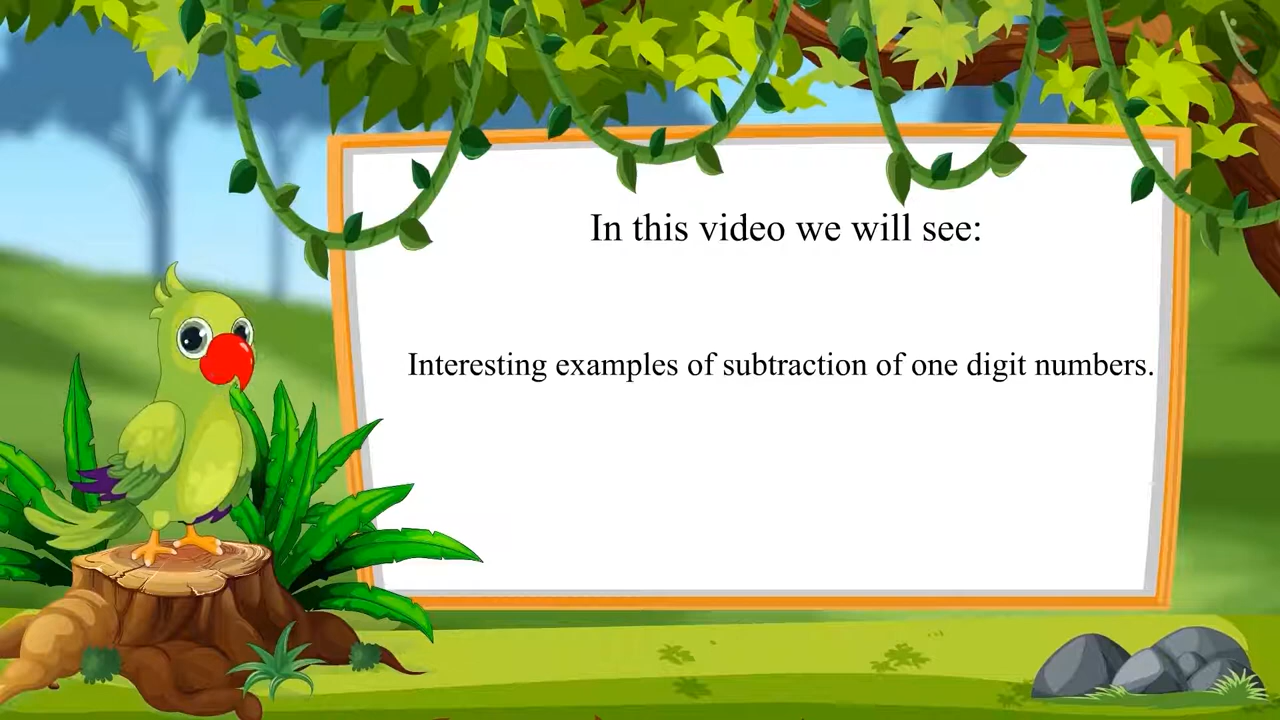 In this video we will see:
Interesting examples of subtraction of one digit numbers.